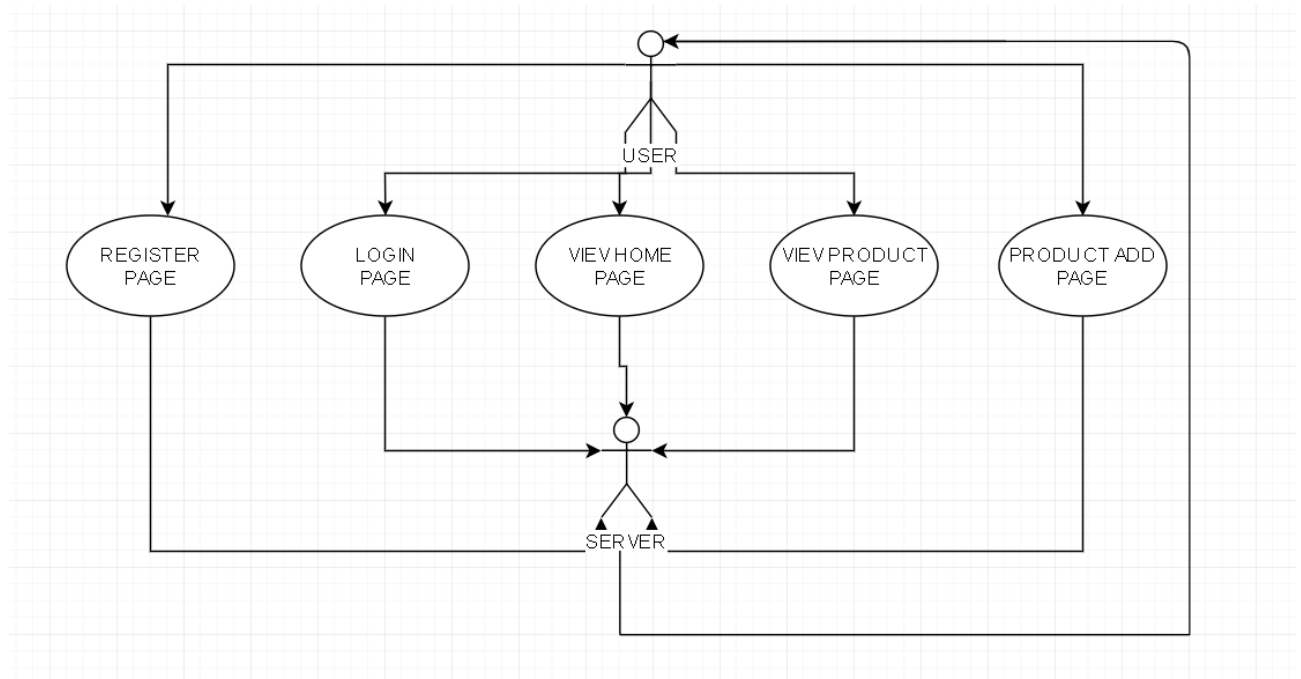 USER
REGISTER
PAGE
LOGIN
PAGE
VIEV HOME
PAGE
VIEV PRODUCT
PAGE
PRODUCT ADD
PAGE
SERVER